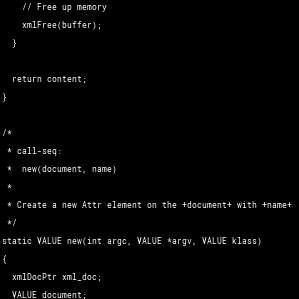 // Free up memory
xmlFree(buffer);
}
return content;
}
/*
* call-seq:
*  new(document, name)
*
* Create a new Attr element on the +document+ with +name+
*/
static VALUE new(int argc, VALUE *argv, VALUE klass)
{
xmlDocPtr xml_doc;
VALUE document;